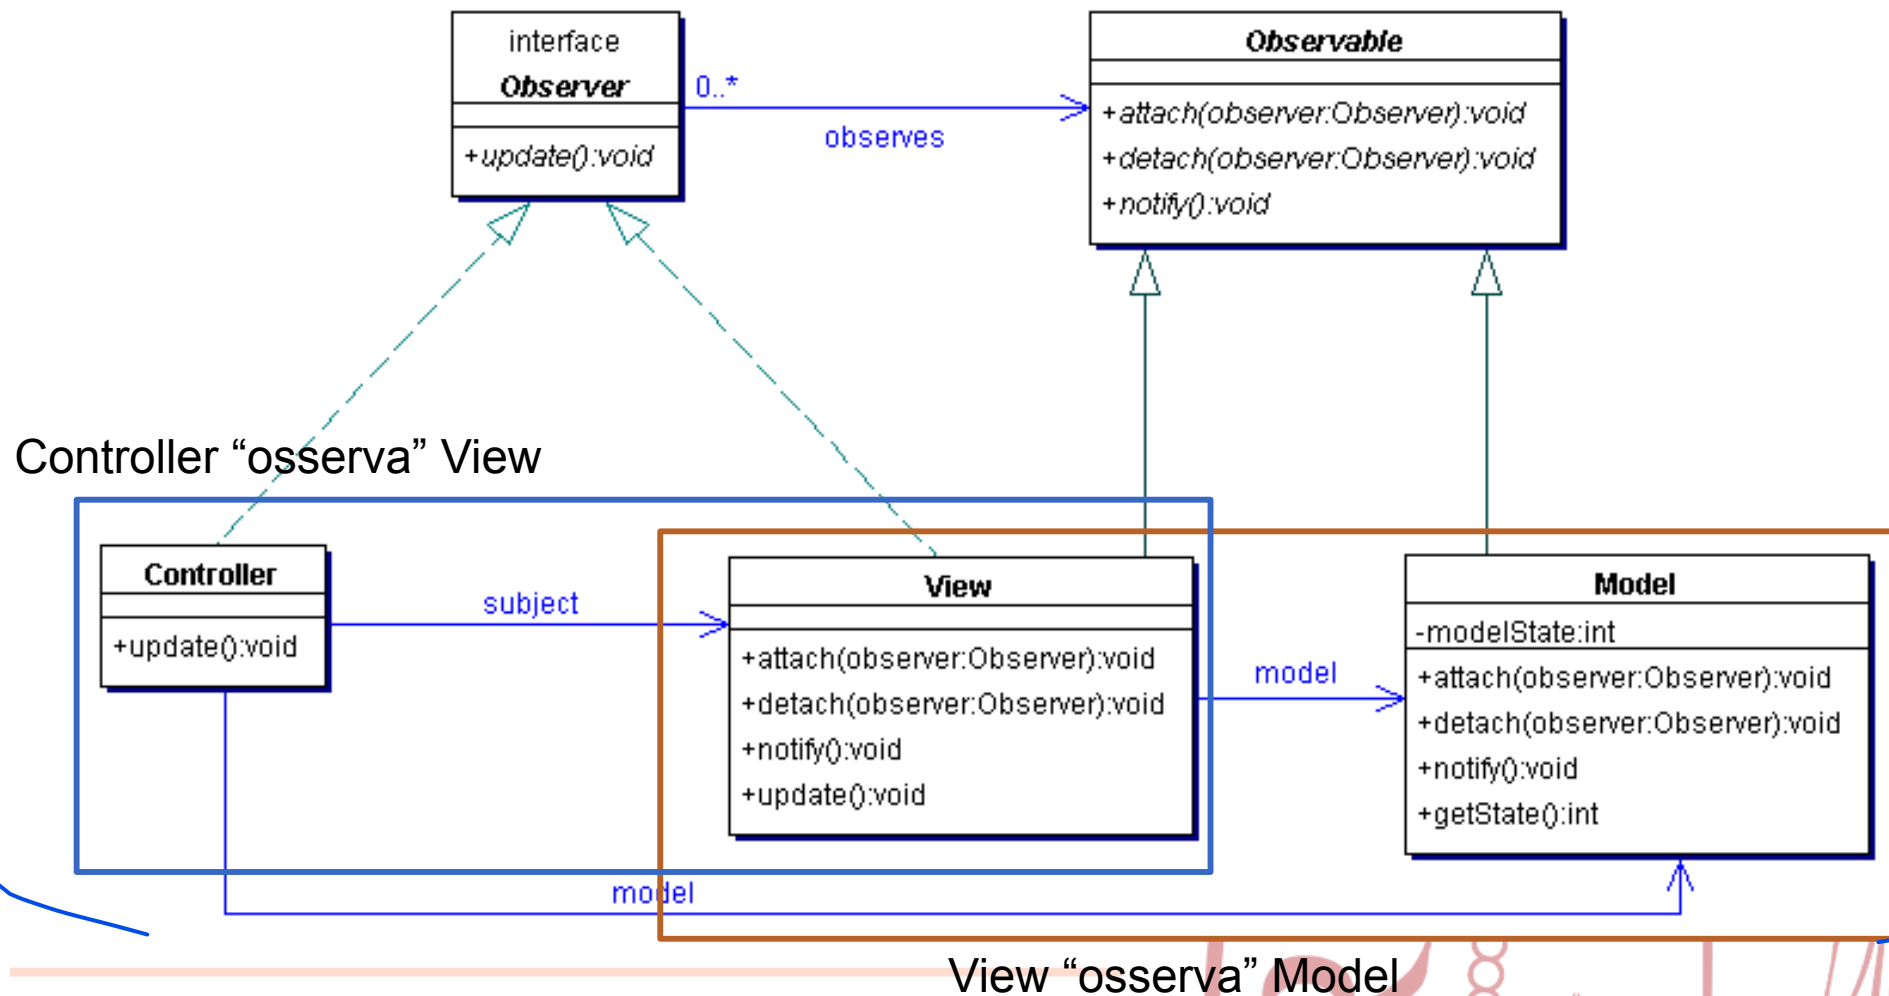 interface
Observer
+update():void
0..*
observes
Observable
+attach(observer:Observer):void
+detach(observer:Observer):void
+notify():void
Controller “osserva” View
Controller
+update():void
subject
View
+attach(observer:Observer):void
+detach(observer:Observer):void
+notify():void
+update():void
model
Model
-modelState:int
+attach(observer:Observer):void
+detach(observer:Observer):void
+notify():void
+getState():int
model
View “osserva” Model